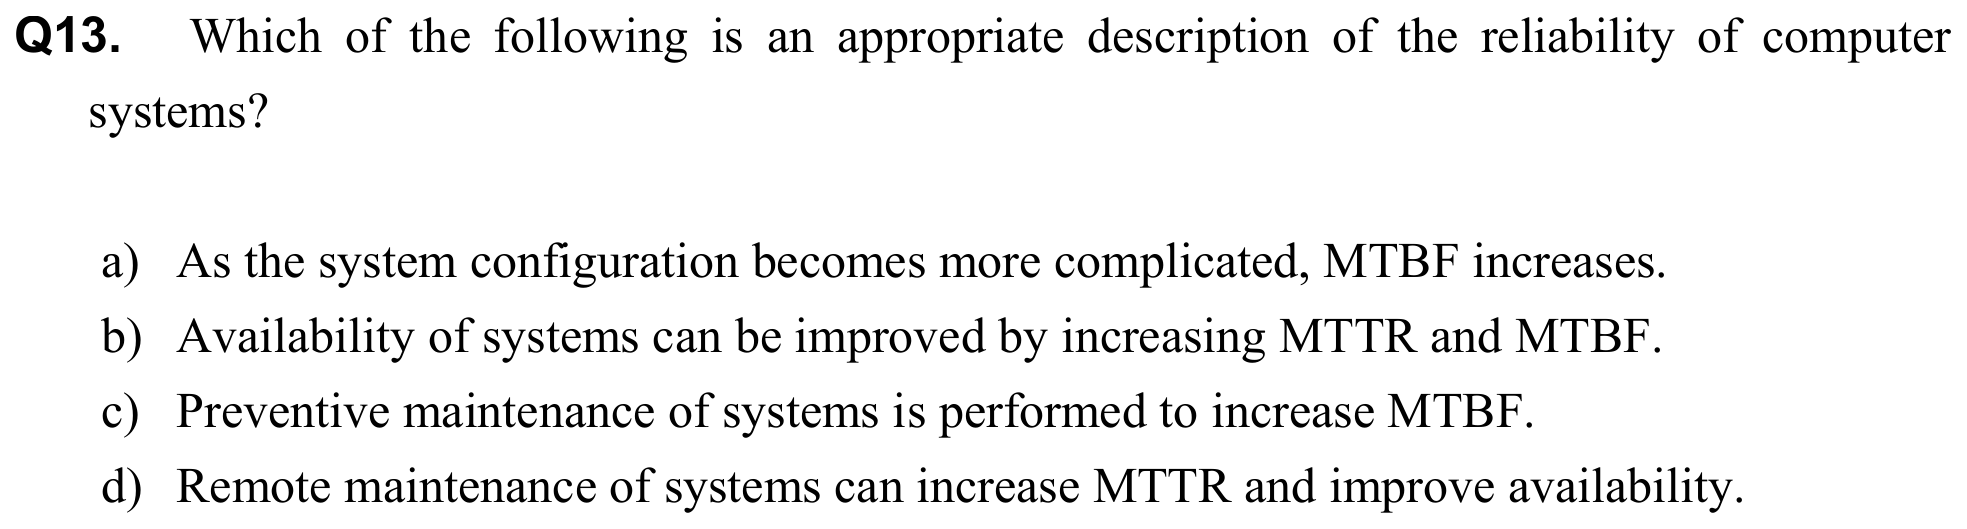 Q13. Which of the following is an appropriate description of the reliability of computer
systems?
a) As the system configuration becomes more complicated, MTBF increases.
b) Availability of systems can be improved by increasing MTTR and MTBF.
c) Preventive maintenance of systems is performed to increase MTBF.
d) Remote maintenance of systems can increase MTTR and improve availability.